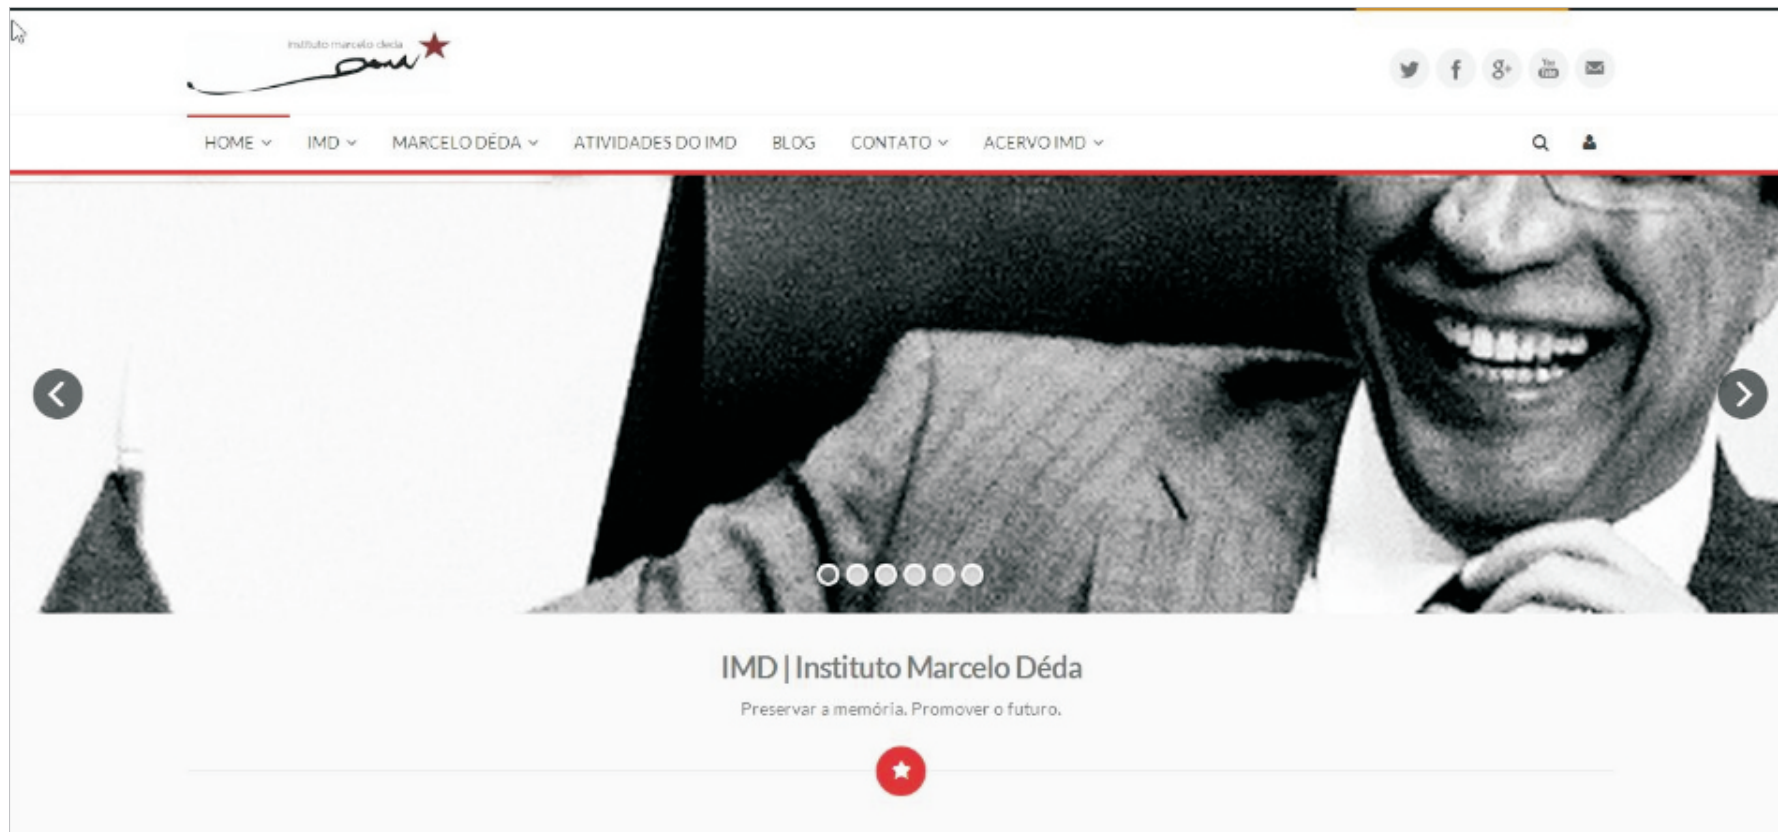 instituto marcelo deda
HOME IMD MARCELO DÉDA ATIVIDADES DO IMD BLOG CONTATO ACERVO IMD
IMD | Instituto Marcelo Déda
Preservar a memória. Promover o futuro.